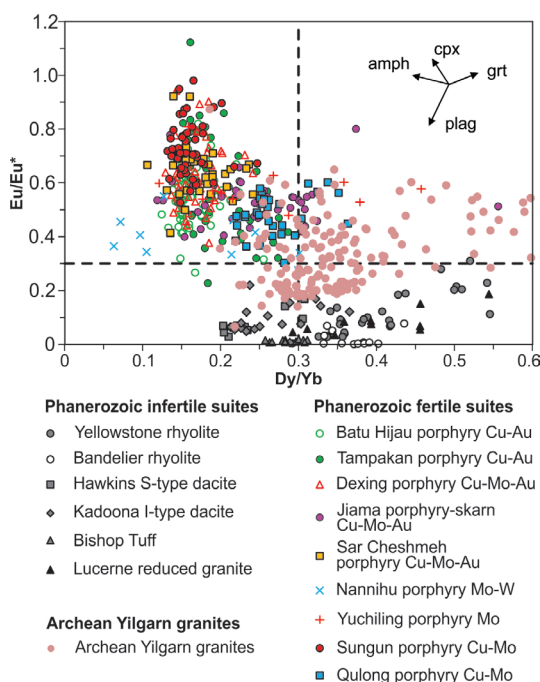 1.2
1.0
0.8
0.6
0.4
0.2
0
Eu/Eu*
cpx
amph
grt
plag
0
0.1
0.2
0.3
0.4
0.5
0.6
Dy/Yb
Phanerozoic infertile suites
Yellowstone rhyolite
Bandelier rhyolite
Hawkins S-type dacite
Kadoona I-type dacite
Bishop Tuff
Lucerne reduced granite
Archean Yilgarn granites
Archean Yilgarn granites
Phanerozoic fertile suites
Batu Hijau porphyry Cu-Au
Tampakan porphyry Cu-Au
Dexing porphyry Cu-Mo-Au
Jiama porphyry-skarn
Cu-Mo-Au
Sar Cheshmeh
porphyry Cu-Mo-Au
Nannihu porphyry Mo-W
Yuchiling porphyry Mo
Sungun porphyry Cu-Mo
Qulong porphyry Cu-Mo